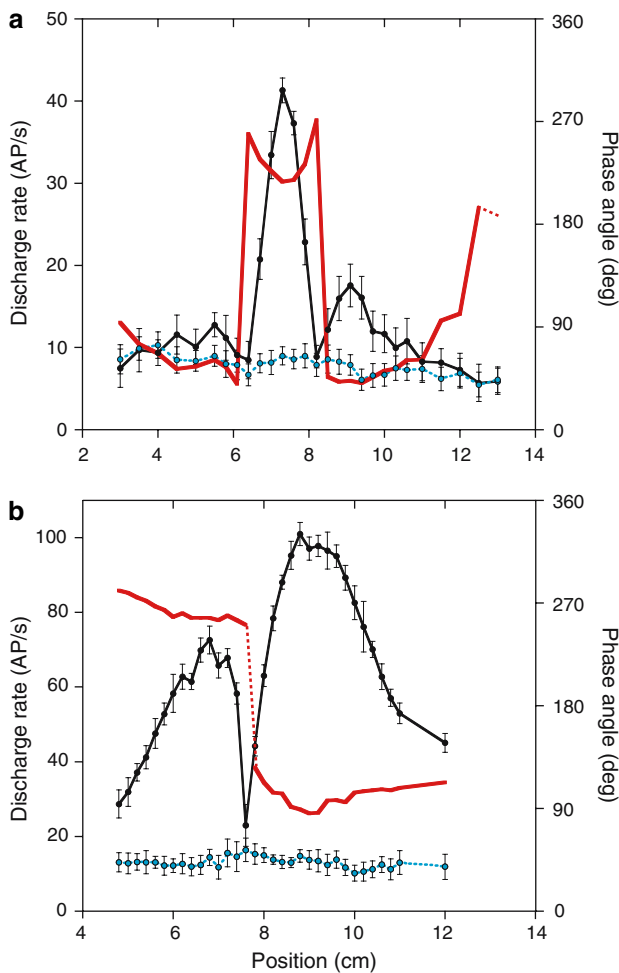 a
50
40
30
20
10
0
Discharge rate (AP/s)
360
270
180
90
0
Phase angle (deg)
2 4 6 8 10 12 14
b
100
80
60
40
20
0
Discharge rate (AP/s)
360
270
180
90
0
Phase angle (deg)
4 6 8 10 12 14
Position (cm)